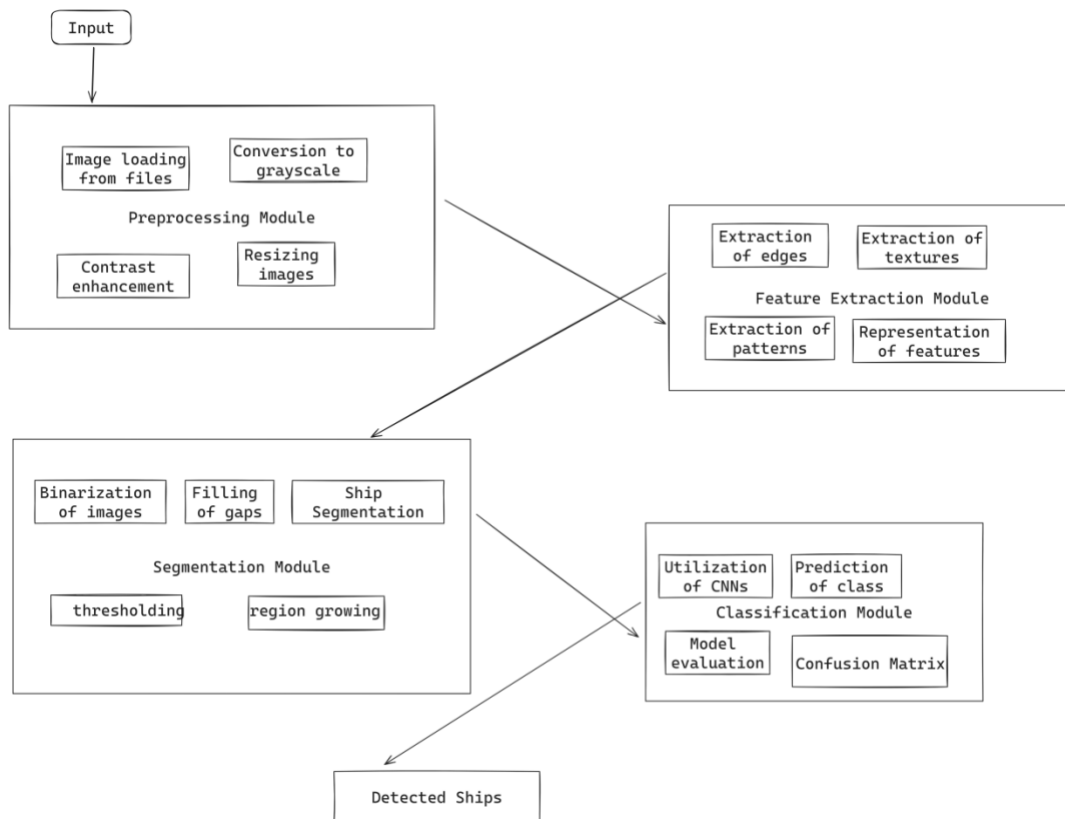 Input
Image loading
from files
Conversion to
grayscale
Preprocessing Module
Contrast
enhancement
Resizing
images
Extraction
of edges
Extraction of
textures
Feature Extraction Module
Extraction of
patterns
Representation
of features
Binarization
of images
Filling
of gaps
Ship
Segmentation
Segmentation Module
thresholding
region growing
Utilization
of CNNs
Prediction
of class
Classification Module
Model
evaluation
Confusion Matrix
Detected Ships